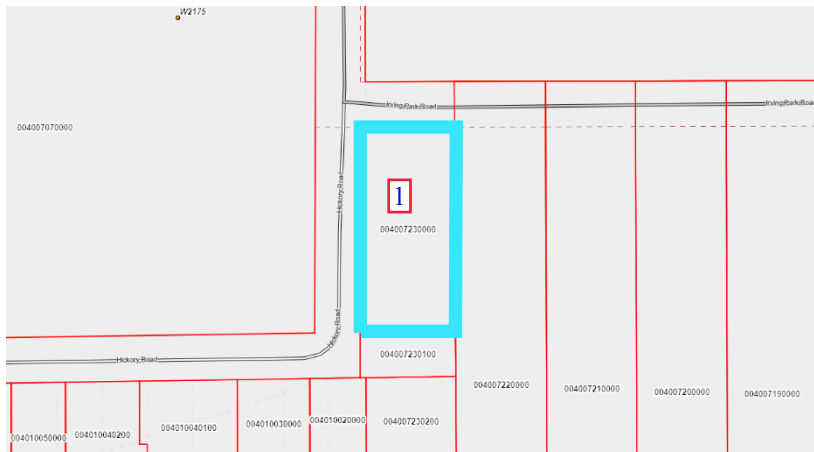 W2175
Irving Park Road
Irving Park Road
004007070000
Hickory Road
1
004007230000
Hickory Road
Hickory Road
004007230100
004007220000
004007210000
004007200000
004007190000
004010050000
004010040200
004010040100
004010030000
004010020000
004007230200